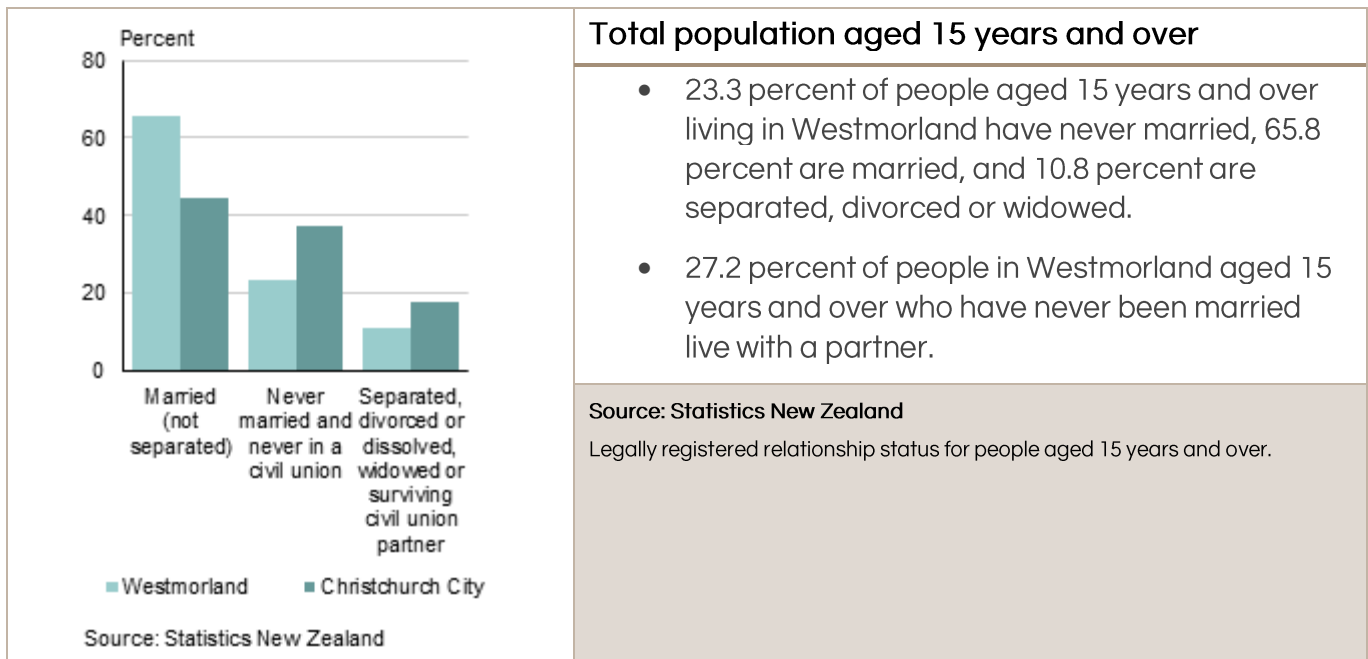 Percent
80
60
40
20
0
Married
(not
separated)
Never
married and
never in a
civil union
Separated,
divorced or
dissolved,
widowed or
surviving
civil union
partner
Westmorland
Christchurch City
Source: Statistics New Zealand
Total population aged 15 years and over
• 23.3 percent of people aged 15 years and over
living in Westmorland have never married, 65.8
percent are married, and 10.8 percent are
separated, divorced or widowed.
• 27.2 percent of people in Westmorland aged 15
years and over who have never been married
live with a partner.
Source: Statistics New Zealand
Legally registered relationship status for people aged 15 years and over.